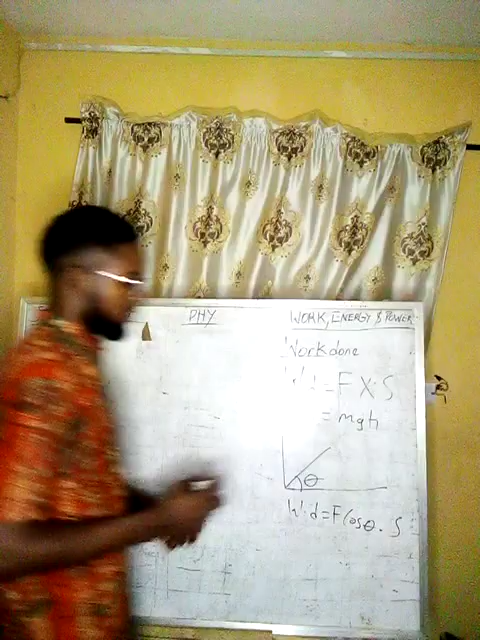 PHY
WORK, ENERGY & POWER
Workdone
W.d = F X S
= mgh
θ
W.d = F Cosθ . S